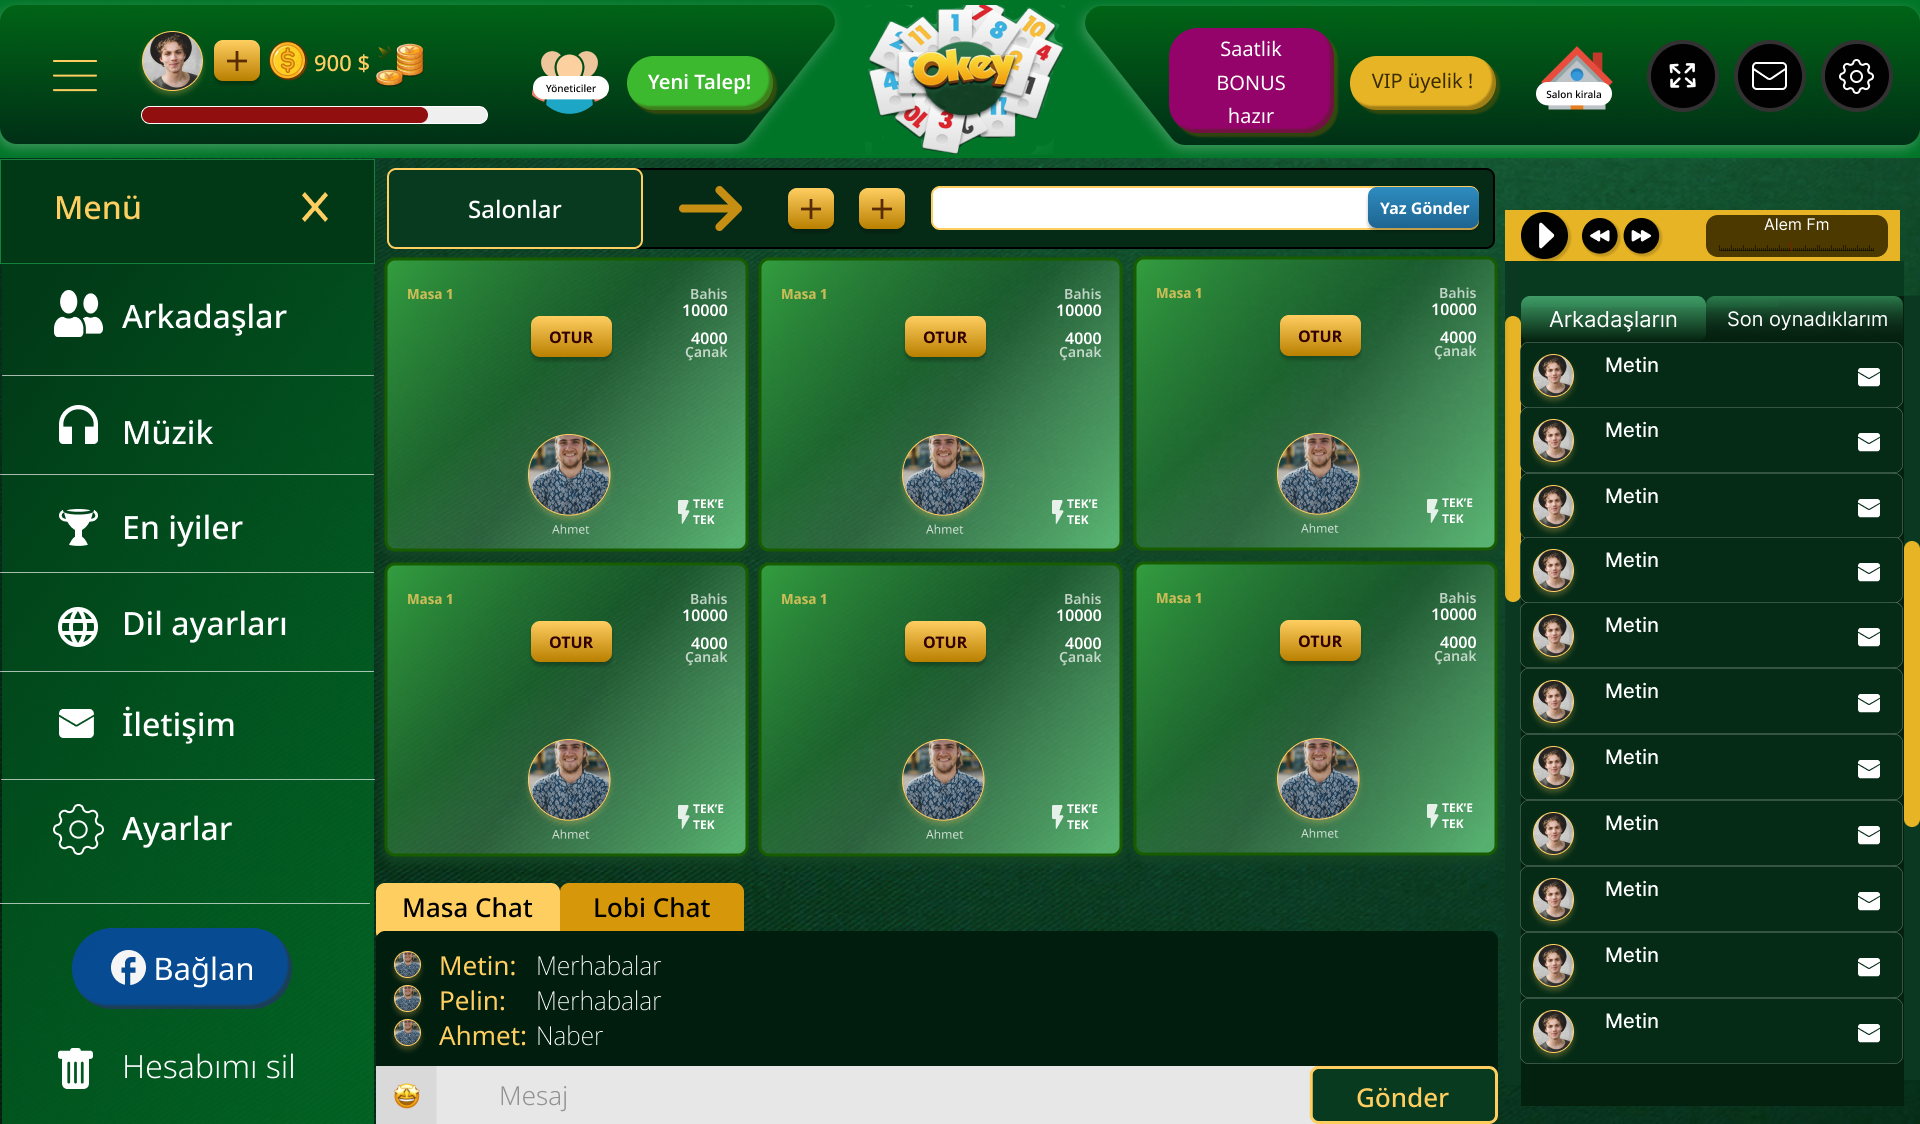 900 $
Yöneticiler
Yeni Talep!
Okey
Saatlik
BONUS
hazır
VIP üyelik !
Salon kirala
Menü
Arkadaşlar
Müzik
En iyiler
Dil ayarları
İletişim
Ayarlar
Bağlan
Hesabımı sil
Salonlar
Yaz Gönder
Masa 1
Bahis
10000
OTUR
4000
Çanak
Ahmet
TEK'E
TEK
Masa 1
Bahis
10000
OTUR
4000
Çanak
Ahmet
TEK'E
TEK
Masa 1
Bahis
10000
OTUR
4000
Çanak
Ahmet
TEK'E
TEK
Masa 1
Bahis
10000
OTUR
4000
Çanak
Ahmet
TEK'E
TEK
Masa 1
Bahis
10000
OTUR
4000
Çanak
Ahmet
TEK'E
TEK
Masa 1
Bahis
10000
OTUR
4000
Çanak
Ahmet
TEK'E
TEK
Masa Chat
Lobi Chat
Metin: Merhabalar
Pelin: Merhabalar
Ahmet: Naber
Mesaj
Gönder
Alem Fm
Arkadaşların
Son oynadıklarım
Metin
Metin
Metin
Metin
Metin
Metin
Metin
Metin
Metin
Metin
Metin